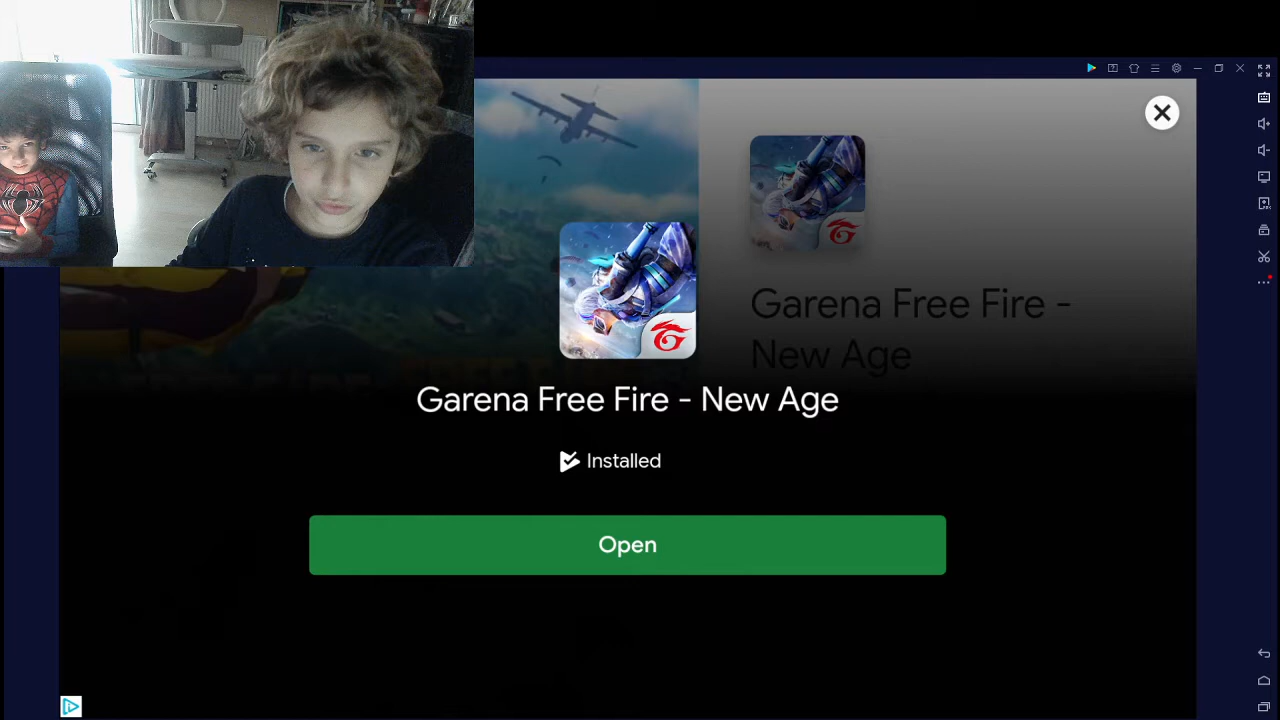 Garena Free Fire -
New Age
Garena Free Fire - New Age
Installed
Open